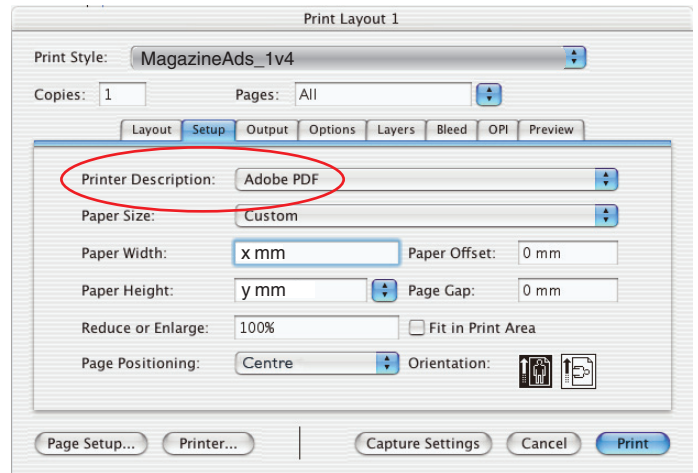 Print Layout 1
Print Style: MagazineAds_1v4
Copies: 1 Pages: All
Layout Setup Output Options Layers Bleed OPI Preview
Printer Description: Adobe PDF
Paper Size: Custom
Paper Width: x mm Paper Offset: 0 mm
Paper Height: y mm Page Gap: 0 mm
Reduce or Enlarge: 100% Fit in Print Area
Page Positioning: Centre Orientation:
Page Setup... Printer... Capture Settings Cancel Print